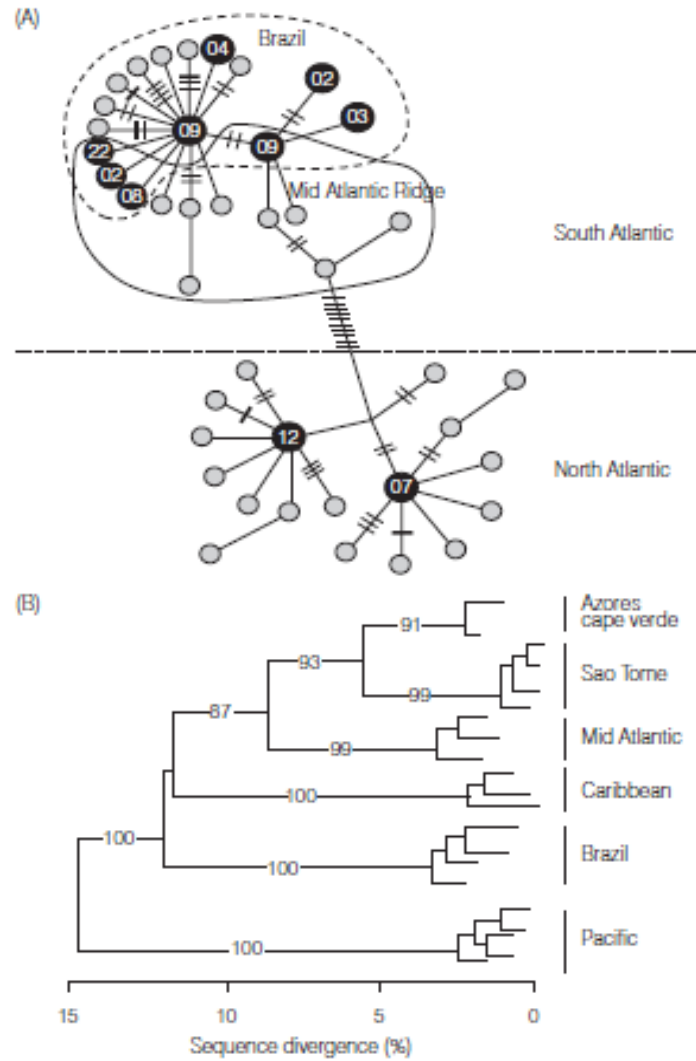 (A)
Brazil
04
02
03
09
09
22
02
08
Mid Atlantic Ridge
South Atlantic
12
07
North Atlantic
(B)
Azores
cape verde
91
93
Sao Tome
99
87
Mid Atlantic
99
Caribbean
100
100
Brazil
100
Pacific
100
15 10 5 0
Sequence divergence (%)